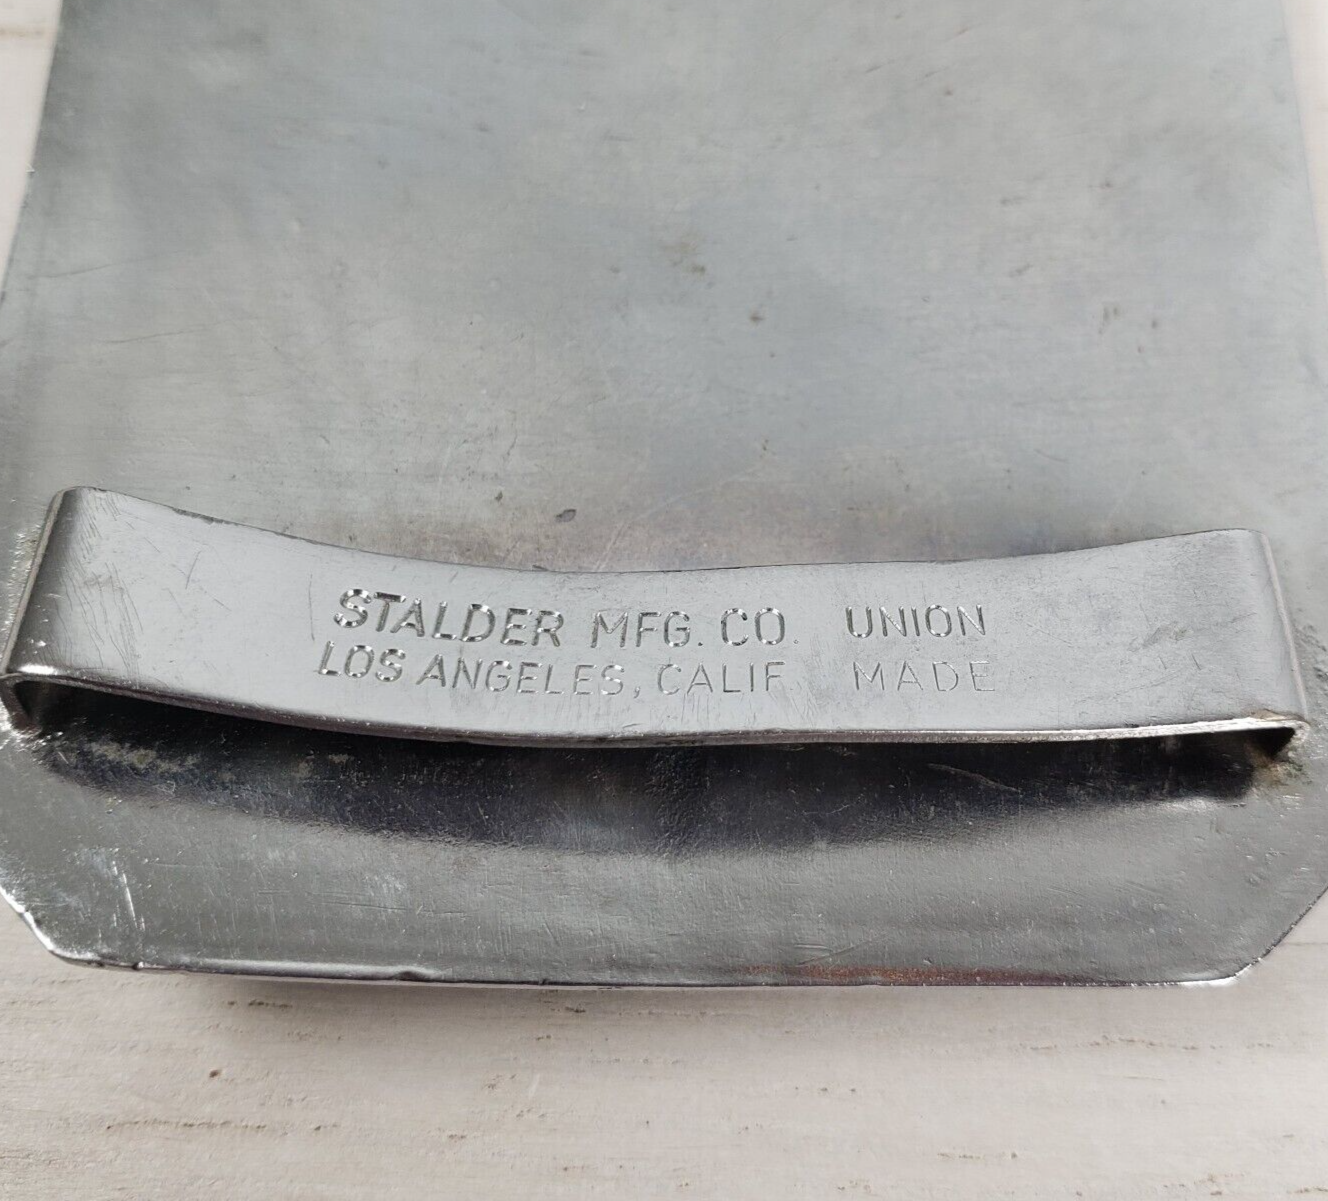 STALDER MFG. CO. UNION
LOS ANGELES, CALIF MADE